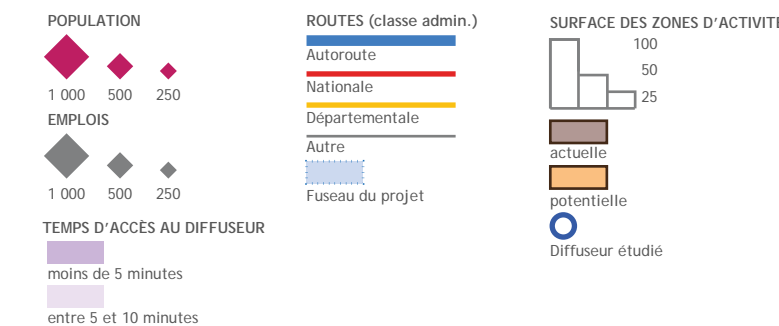 POPULATION
1 000 500 250
EMPLOIS
1 000 500 250
TEMPS D'ACCÈS AU DIFFUSEUR
moins de 5 minutes
entre 5 et 10 minutes
ROUTES (classe admin.)
Autoroute
Nationale
Départementale
Autre
Fuseau du projet
SURFACE DES ZONES D'ACTIVITÉ
100
50
25
actuelle
potentielle
Diffuseur étudié